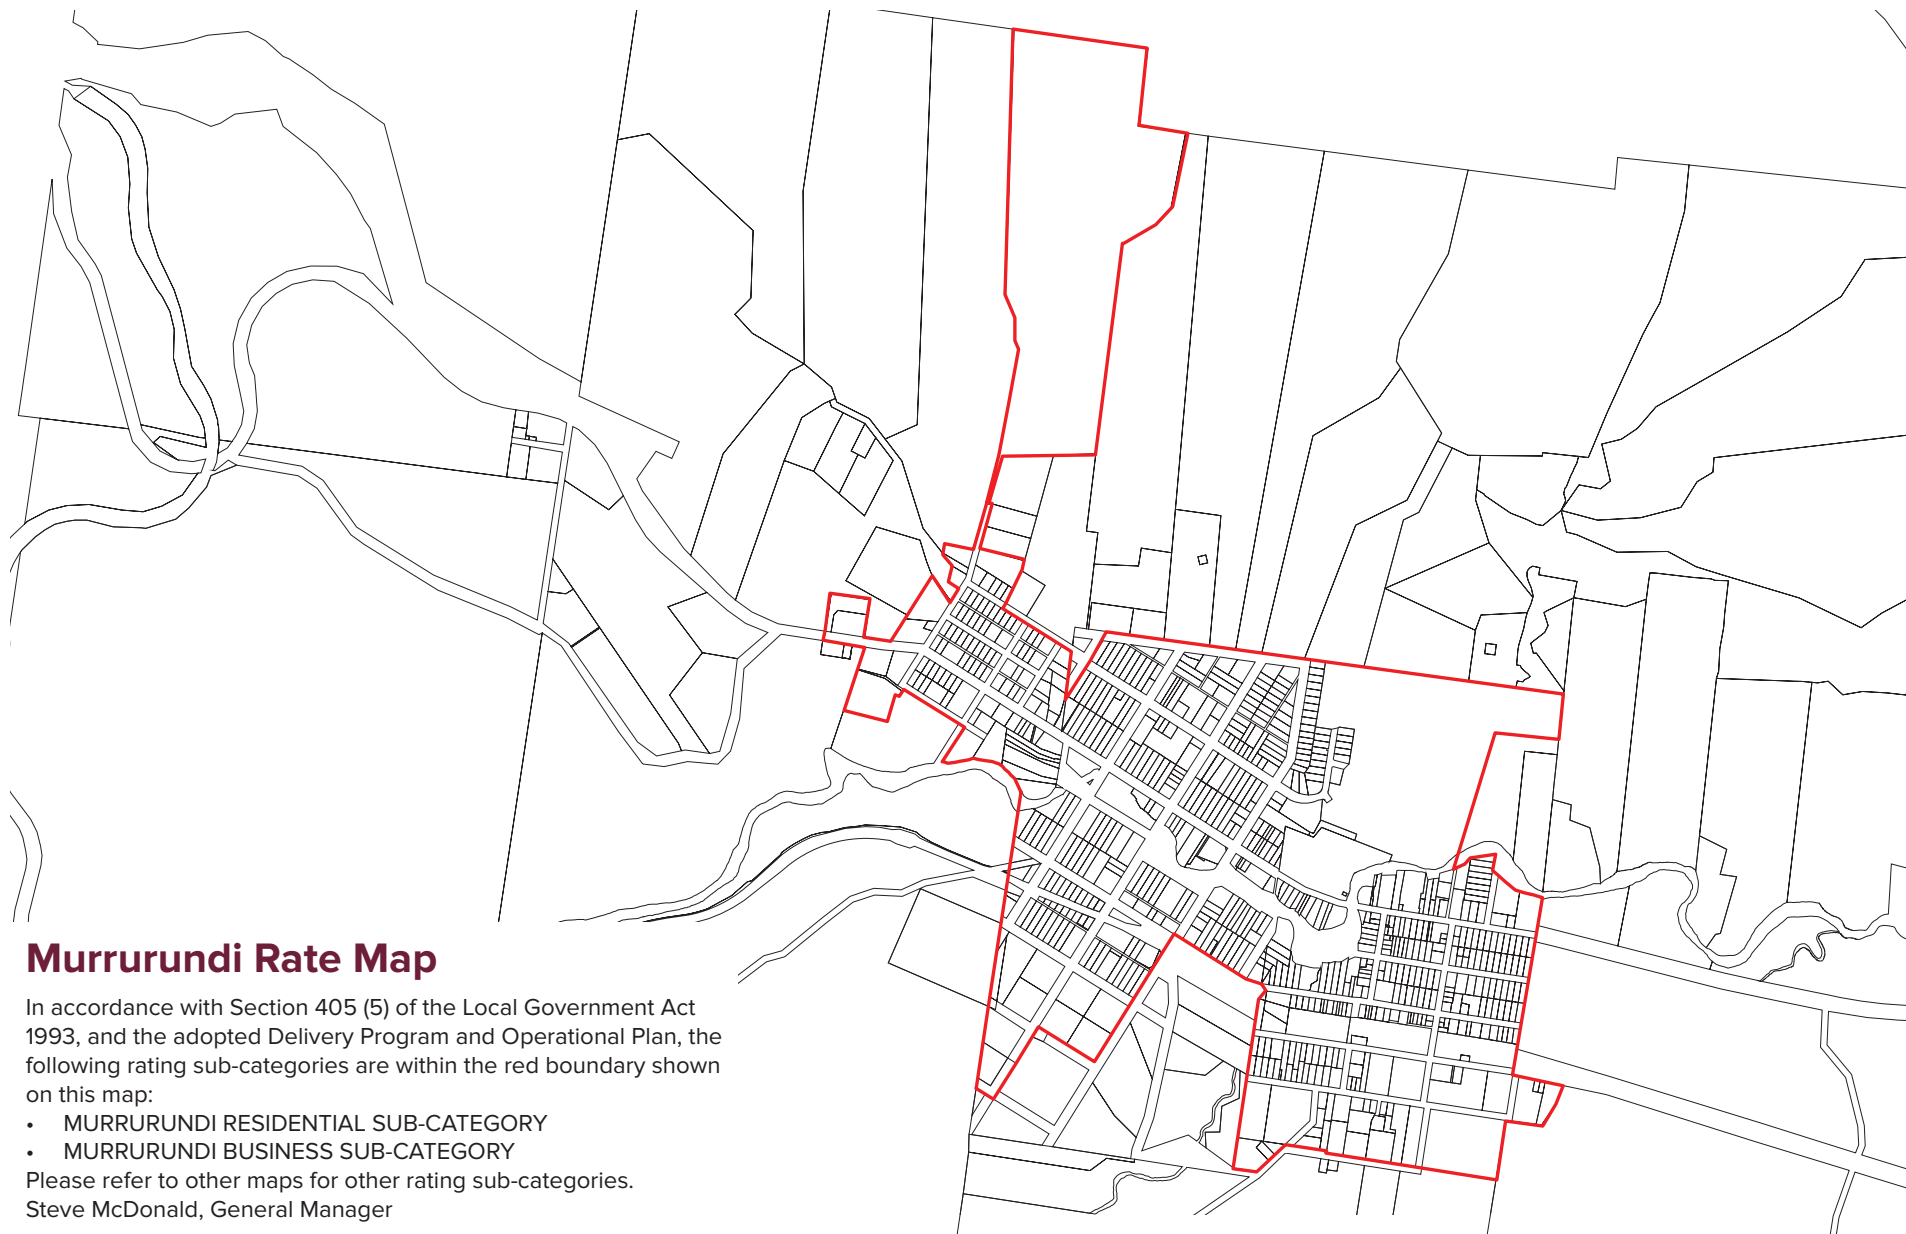 Murrurundi Rate Map
In accordance with Section 405 (5) of the Local Government Act
1993, and the adopted Delivery Program and Operational Plan, the
following rating sub-categories are within the red boundary shown
on this map:
• MURRURUNDI RESIDENTIAL SUB-CATEGORY
• MURRURUNDI BUSINESS SUB-CATEGORY
Please refer to other maps for other rating sub-categories.
Steve McDonald, General Manager